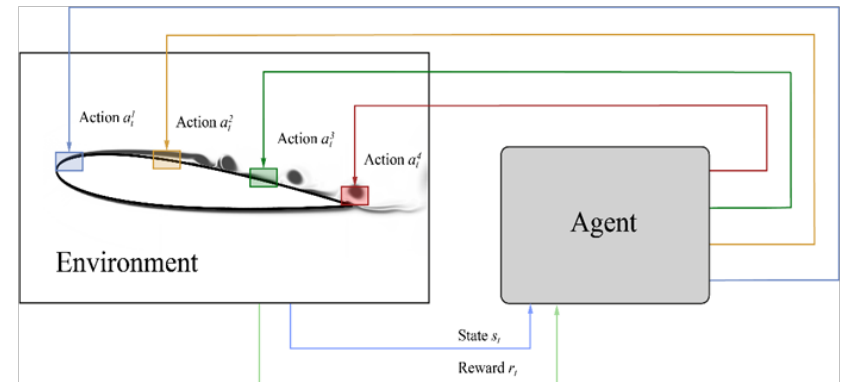 Action a_t^1
Action a_t^2
Action a_t^3
Action a_t^4
Agent
Environment
State s_t
Reward r_t